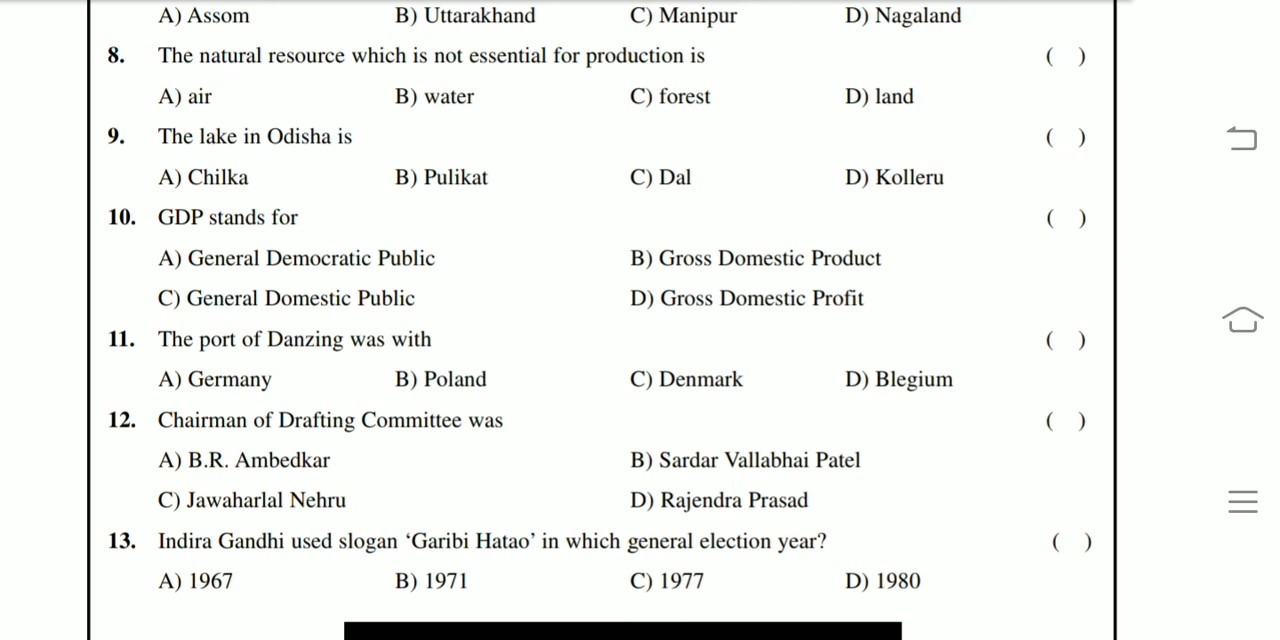 A) Assom B) Uttarakhand C) Manipur D) Nagaland
8. The natural resource which is not essential for production is ( )
A) air B) water C) forest D) land
9. The lake in Odisha is ( )
A) Chilka B) Pulikat C) Dal D) Kolleru
10. GDP stands for ( )
A) General Democratic Public B) Gross Domestic Product
C) General Domestic Public D) Gross Domestic Profit
11. The port of Danzing was with ( )
A) Germany B) Poland C) Denmark D) Blegium
12. Chairman of Drafting Committee was ( )
A) B.R. Ambedkar B) Sardar Vallabhai Patel
C) Jawaharlal Nehru D) Rajendra Prasad
13. Indira Gandhi used slogan ‘Garibi Hatao’ in which general election year? ( )
A) 1967 B) 1971 C) 1977 D) 1980